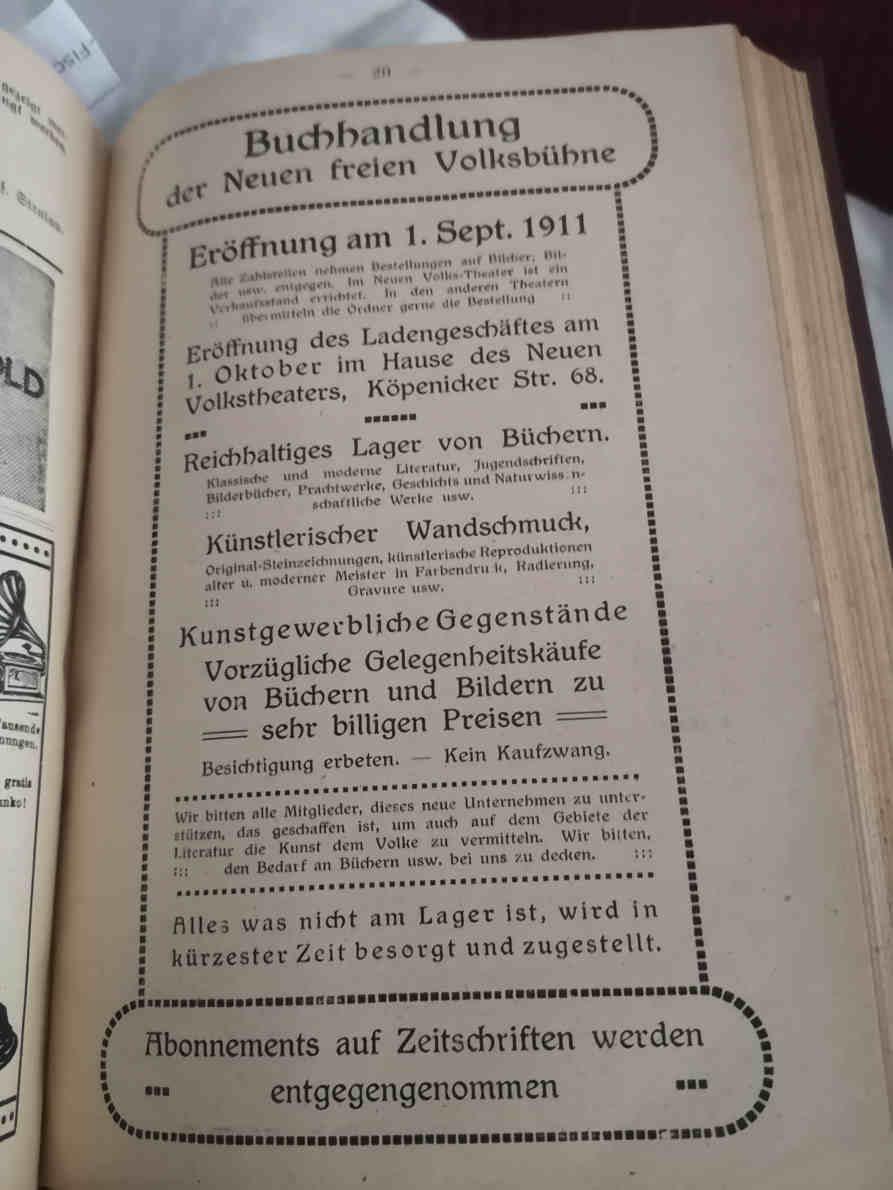 — 20 —
Buchhandlung
der Neuen freien Volksbühne
Eröffnung am 1. Sept. 1911
Alle Zahlstellen nehmen Bestellungen auf Bücher, Bil-
der usw. entgegen. Im Neuen Volks-Theater ist ein
Verkaufsstand errichtet. In den anderen Theatern
:: übermitteln die Ordner gerne die Bestellung ::
Eröffnung des Ladengeschäftes am
1. Oktober im Hause des Neuen
Volkstheaters, Köpenicker Str. 68.
Reichhaltiges Lager von Büchern.
Klassische und moderne Literatur, Jugendschriften,
Bilderbücher, Prachtwerke, Geschichts und Naturwissen-
::: schaftliche Werke usw. :::
Künstlerischer Wandschmuck,
Original-Steinzeichnungen, künstlerische Reproduktionen
alter u. moderner Meister in Farbendruck, Radierung,
::: Gravure usw. :::
Kunstgewerbliche Gegenstände
Vorzügliche Gelegenheitskäufe
von Büchern und Bildern zu
sehr billigen Preisen
Besichtigung erbeten. — Kein Kaufzwang.
Wir bitten alle Mitglieder, dieses neue Unternehmen zu unter-
stützen, das geschaffen ist, um auch auf dem Gebiete der
Literatur die Kunst dem Volke zu vermitteln. Wir bitten,
::: den Bedarf an Büchern usw. bei uns zu decken. :::
Alles was nicht am Lager ist, wird in
kürzester Zeit besorgt und zugestellt.
Abonnements auf Zeitschriften werden
entgegengenommen
gratis